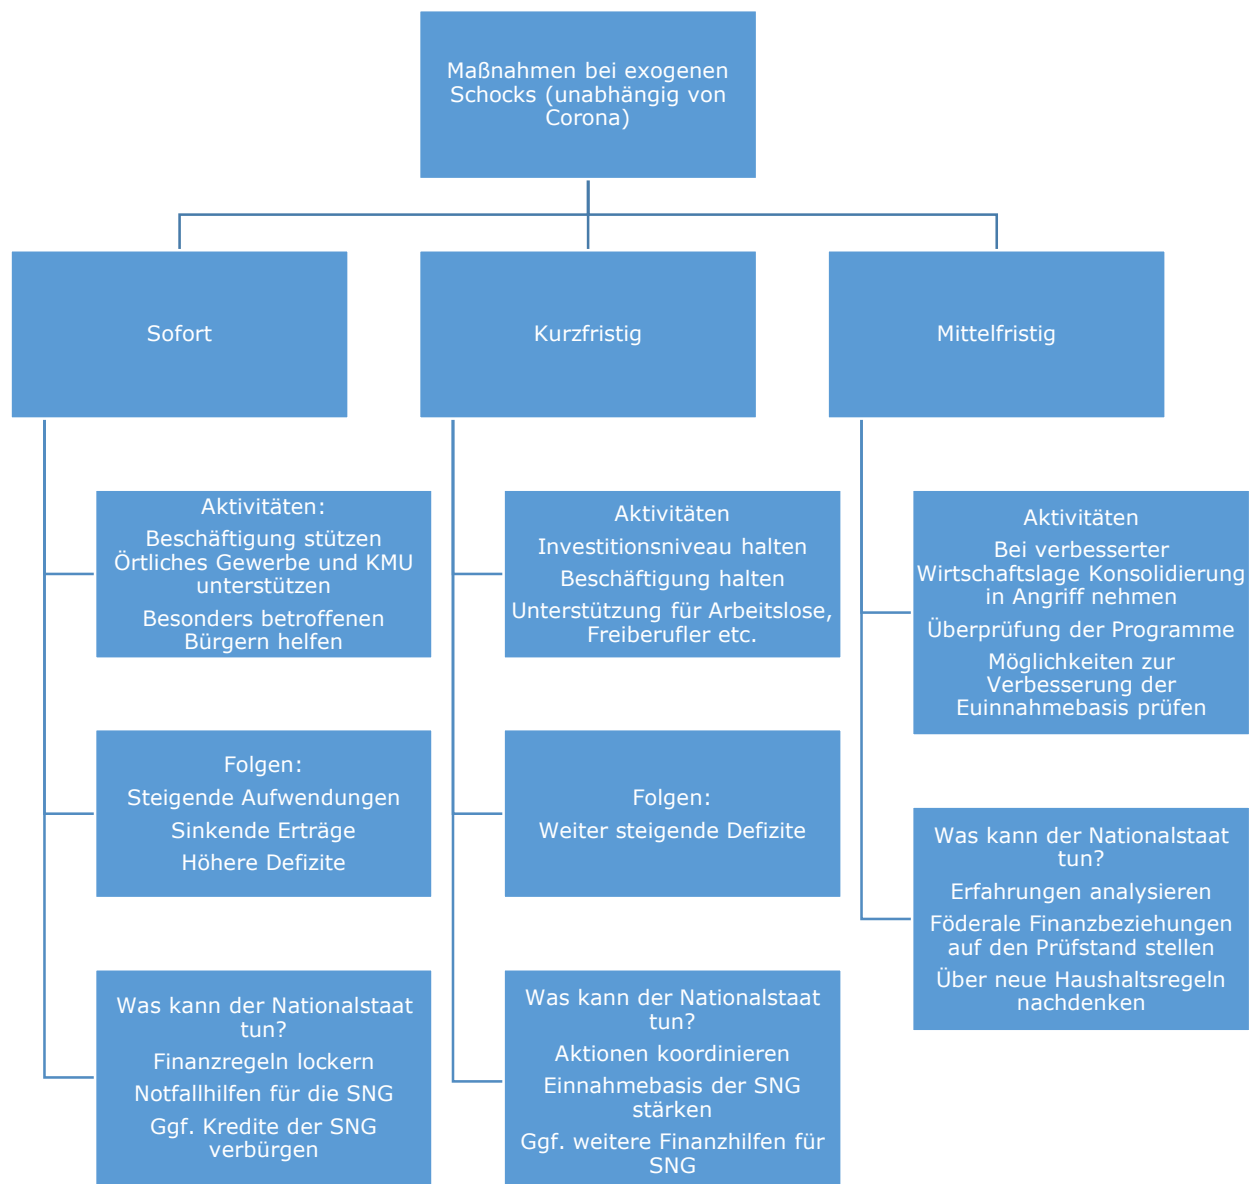 Maßnahmen bei exogenen
Schocks (unabhängig von
Corona)
Sofort
Kurzfristig
Mittelfristig
Aktivitäten:
Beschäftigung stützen
Örtliches Gewerbe und KMU
unterstützen
Besonders betroffenen
Bürgern helfen
Folgen:
Steigende Aufwendungen
Sinkende Erträge
Höhere Defizite
Was kann der Nationalstaat
tun?
Finanzregeln lockern
Notfallhilfen für die SNG
Ggf. Kredite der SNG
verbürgen
Aktivitäten
Investitionsniveau halten
Beschäftigung halten
Unterstützung für Arbeitslose,
Freiberufler etc.
Folgen:
Weiter steigende Defizite
Was kann der Nationalstaat
tun?
Aktionen koordinieren
Einnahmebasis der SNG
stärken
Ggf. weitere Finanzhilfen für
SNG
Aktivitäten
Bei verbesserter
Wirtschaftslage Konsolidierung
in Angriff nehmen
Überprüfung der Programme
Möglichkeiten zur
Verbesserung der
Euinnahmebasis prüfen
Was kann der Nationalstaat
tun?
Erfahrungen analysieren
Föderale Finanzbeziehungen
auf den Prüfstand stellen
Über neue Haushaltsregeln
nachdenken